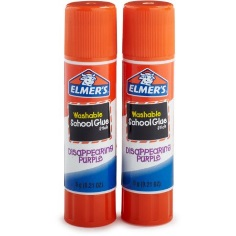 ELMER'S
Washable
School Glue
Stick
DISAPPEARING
PURPLE
ELMER'S
Washable
School Glue
Stick
DISAPPEARING
PURPLE